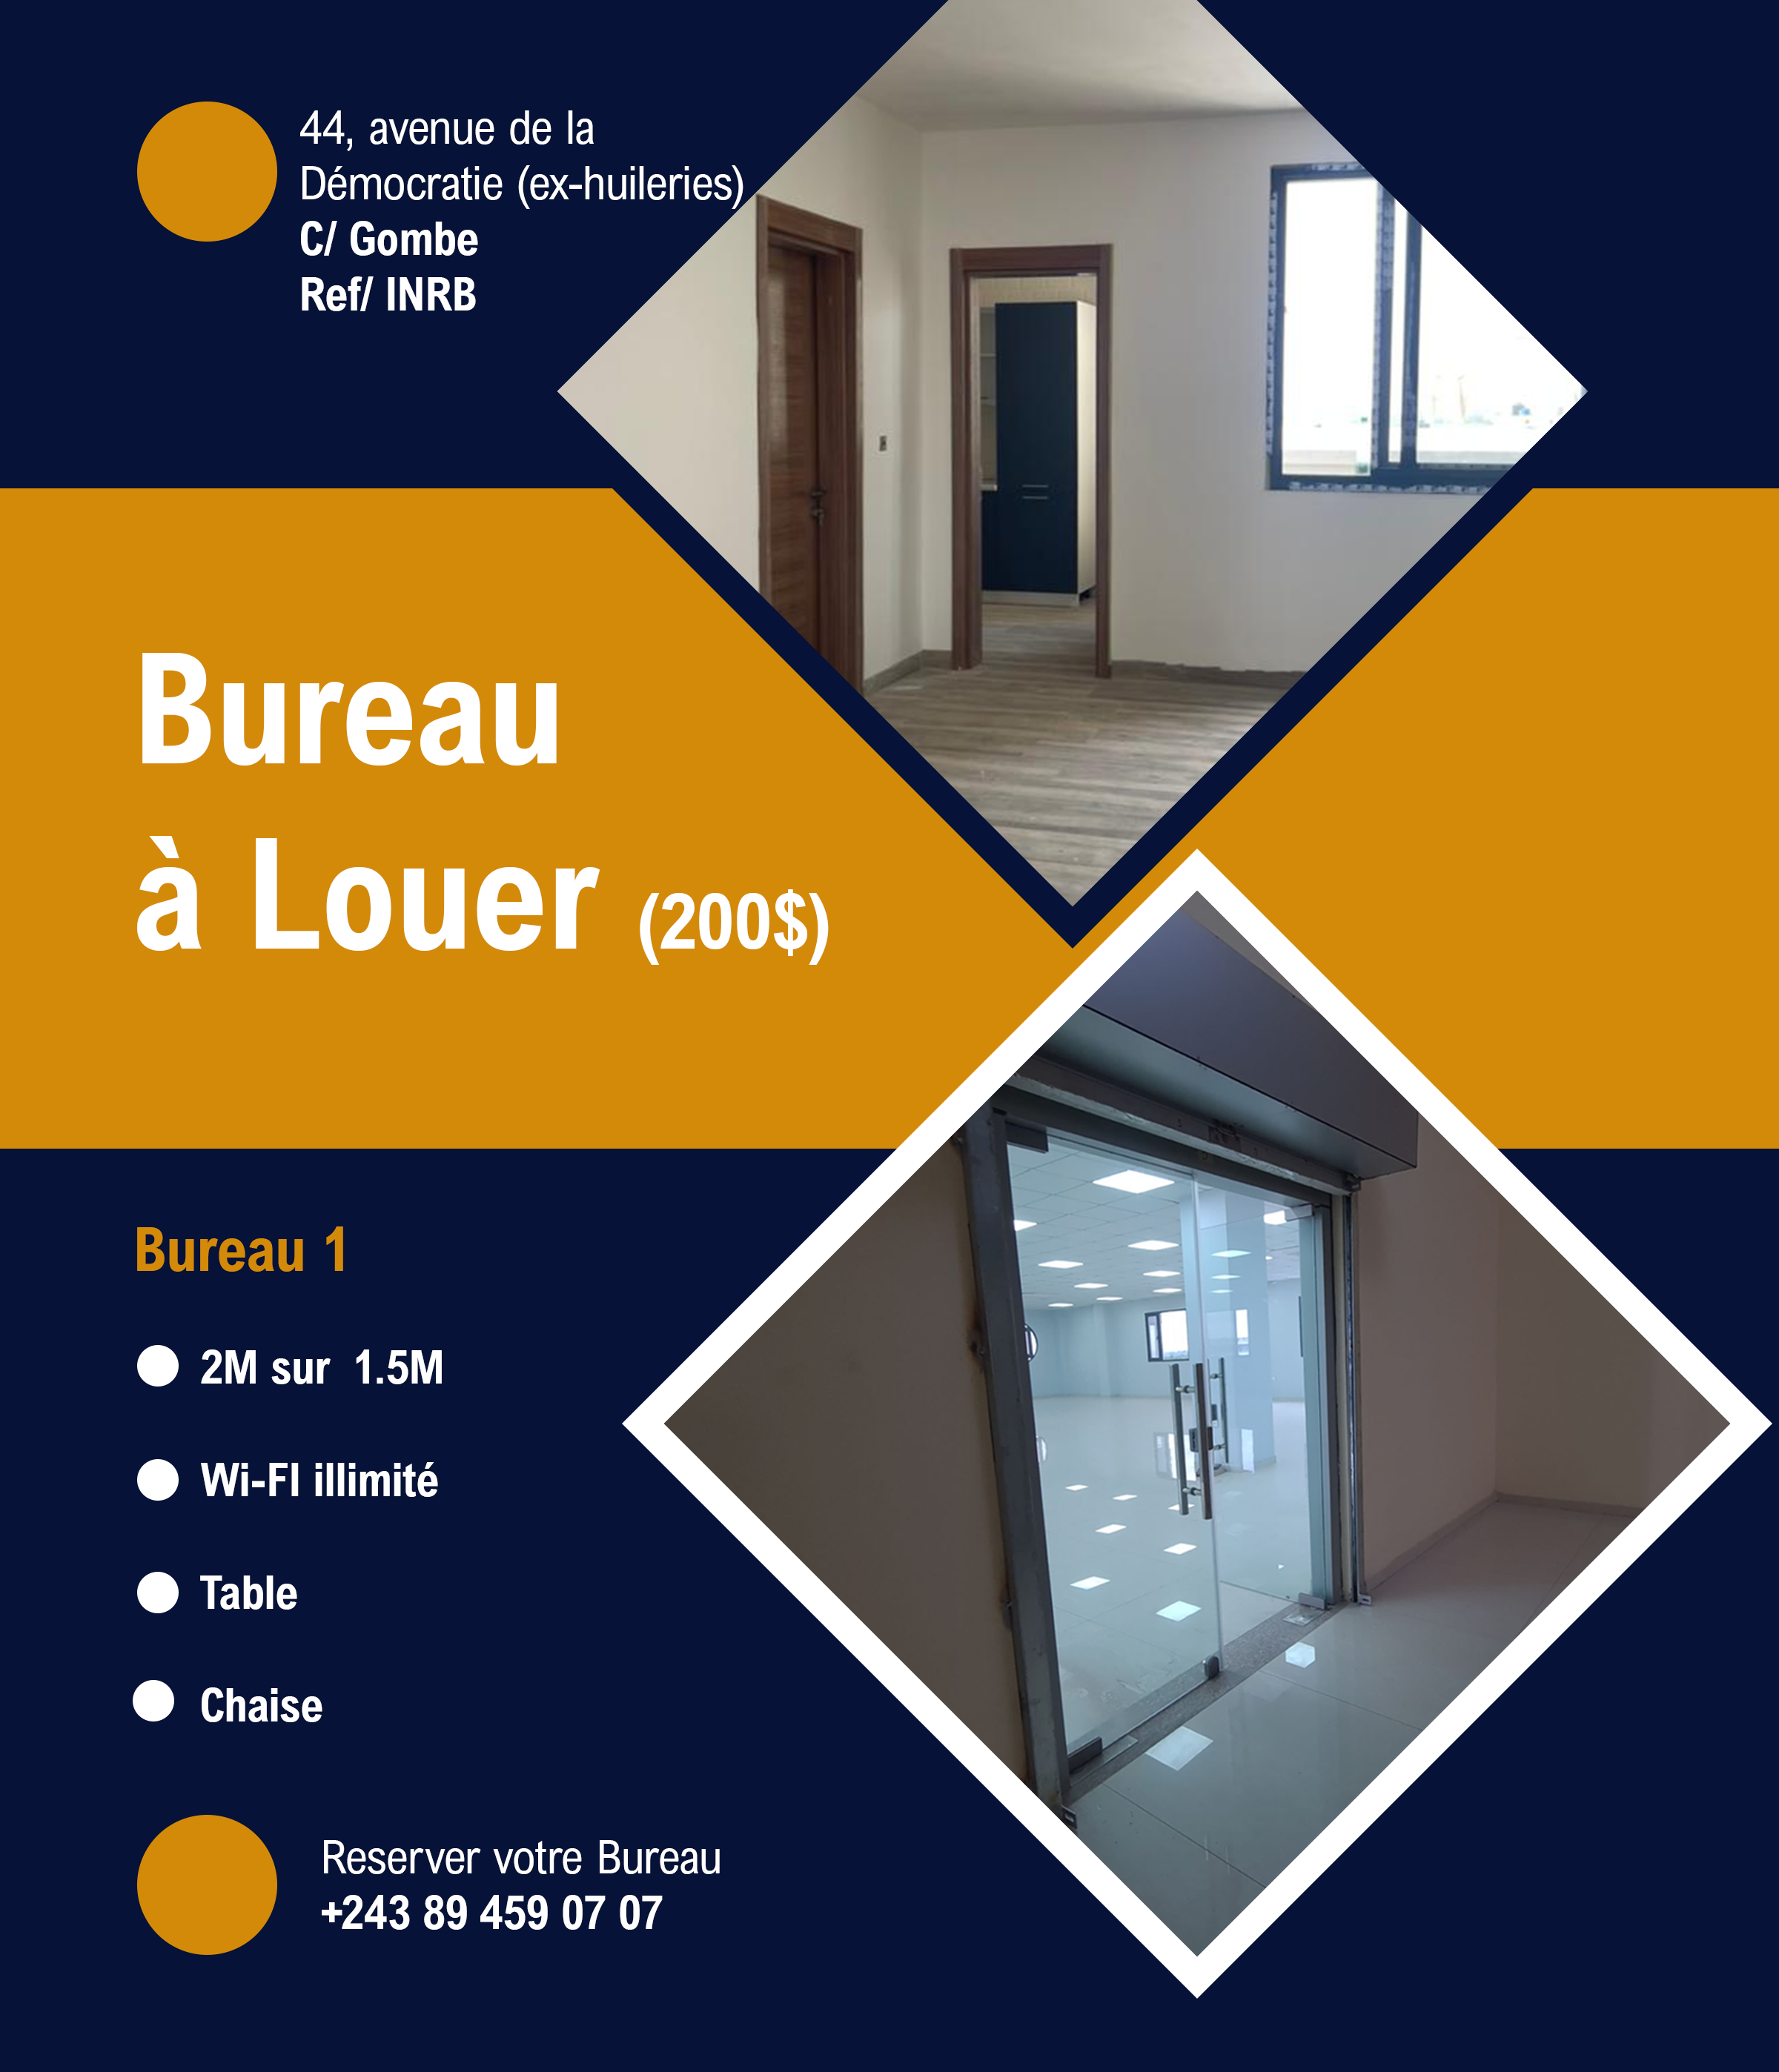 44, avenue de la
Démocratie (ex-huileries)
C/ Gombe
Ref/ INRB
Bureau
à Louer (200$)
Bureau 1
2M sur 1.5M
Wi-FI illimité
Table
Chaise
Reserver votre Bureau
+243 89 459 07 07